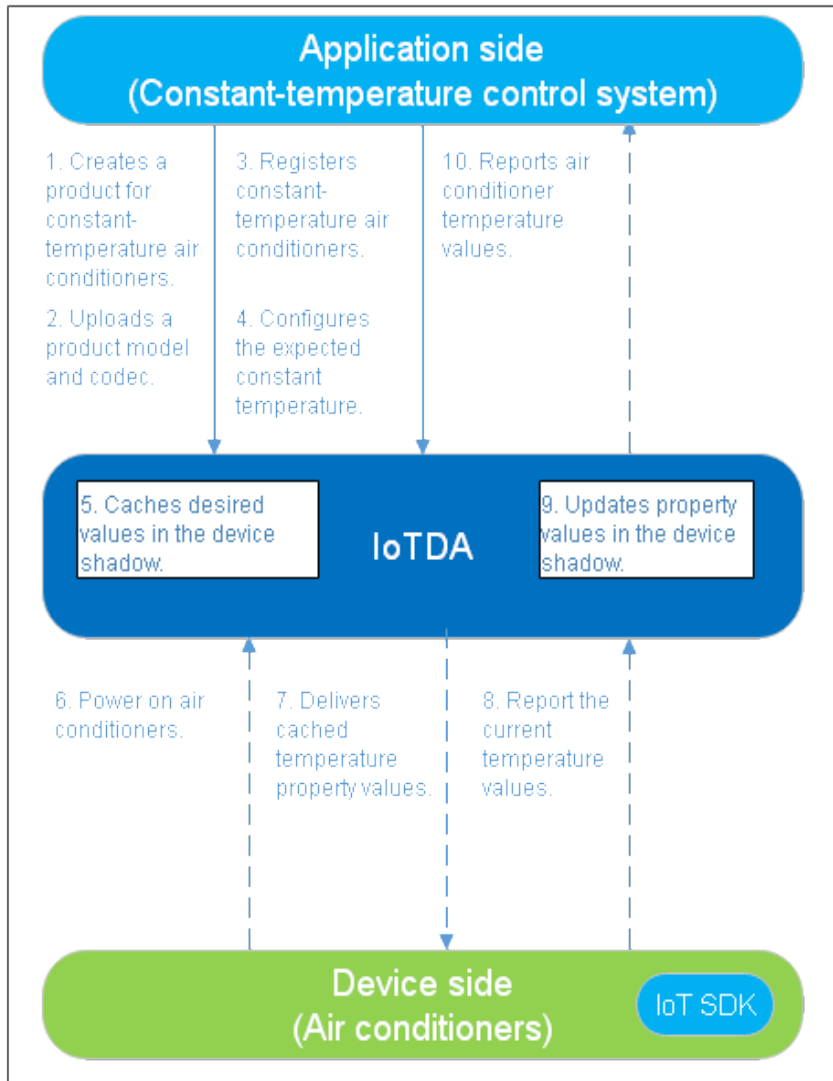 Application side
(Constant-temperature control system)
1. Creates a
product for
constant-
temperature air
conditioners.
2. Uploads a
product model
and codec.
3. Registers
constant-
temperature air
conditioners.
4. Configures
the expected
constant
temperature.
10. Reports air
conditioner
temperature
values.
5. Caches desired
values in the device
shadow.
IoTDA
9. Updates property
values in the device
shadow.
6. Power on air
conditioners.
7. Delivers
cached
temperature
property values.
8. Report the
current
temperature
values.
Device side
(Air conditioners)
IoT SDK